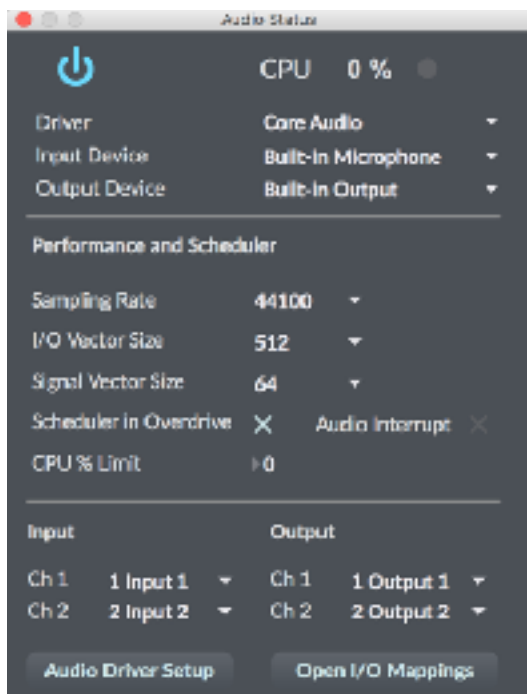 Audio Status
CPU 0 %
Driver Core Audio
Input Device Built-in Microphone
Output Device Built-in Output
Performance and Scheduler
Sampling Rate 44100
I/O Vector Size 512
Signal Vector Size 64
Scheduler in Overdrive Audio Interrupt
CPU % Limit 0
Input Output
Ch 1 1 Input 1 Ch 1 1 Output 1
Ch 2 2 Input 2 Ch 2 2 Output 2
Audio Driver Setup Open I/O Mappings